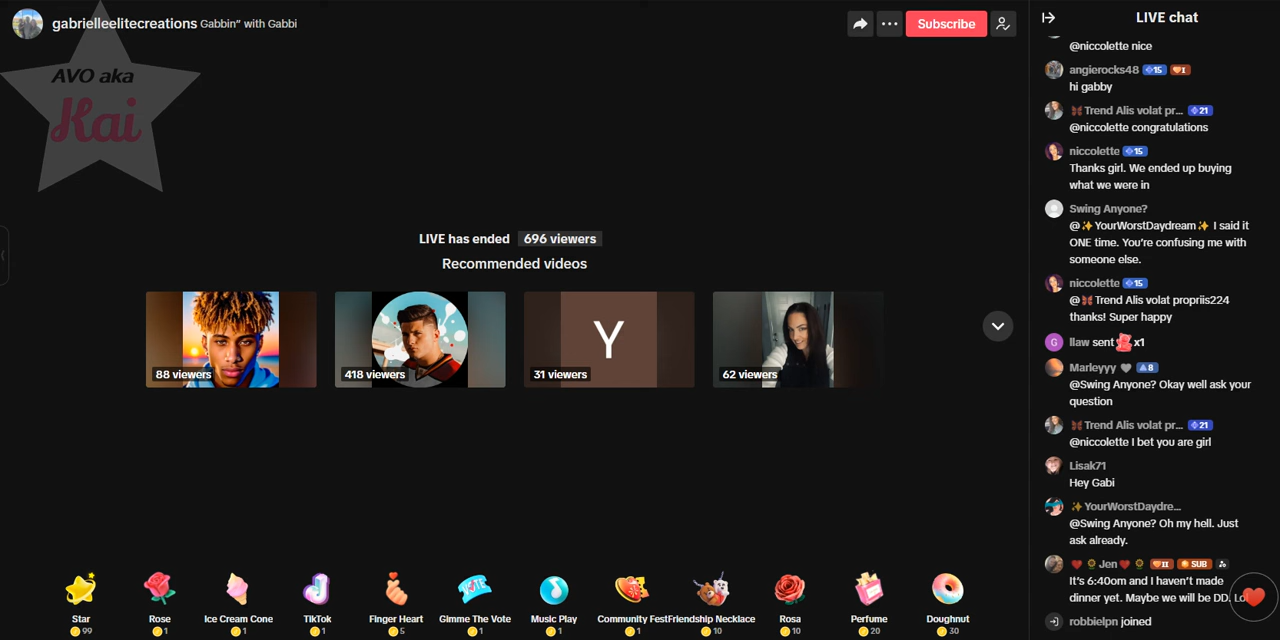 gabrielleelitecreations Gabbin" with Gabbi
Subscribe
AVO aka
Kai
LIVE has ended 696 viewers
Recommended videos
88 viewers
418 viewers
Y
31 viewers
62 viewers
Star
99
Rose
1
Ice Cream Cone
1
TikTok
1
Finger Heart
5
Gimme The Vote
1
Music Play
1
Community Fest
1
Friendship Necklace
10
Rosa
10
Perfume
20
Doughnut
30
LIVE chat
@niccolette nice
angierocks48 15 I
hi gabby
Trend Alis volat pr... 21
@niccolette congratulations
niccolette 15
Thanks girl. We ended up buying
what we were in
Swing Anyone?
@✨YourWorstDaydream✨ I said it
ONE time. You're confusing me with
someone else.
niccolette 15
@Trend Alis volat propriis224
thanks! Super happy
G llaw sent x1
Marleyyy 8
@Swing Anyone? Okay well ask your
question
Trend Alis volat pr... 21
@niccolette I bet you are girl
Lisak71
Hey Gabi
✨YourWorstDaydre...
@Swing Anyone? Oh my hell. Just
ask already.
❤️🌻Jen❤️🌻 II SUB
It's 6:40om and I haven't made
dinner yet. Maybe we will be DD. Lo
robbielpn joined